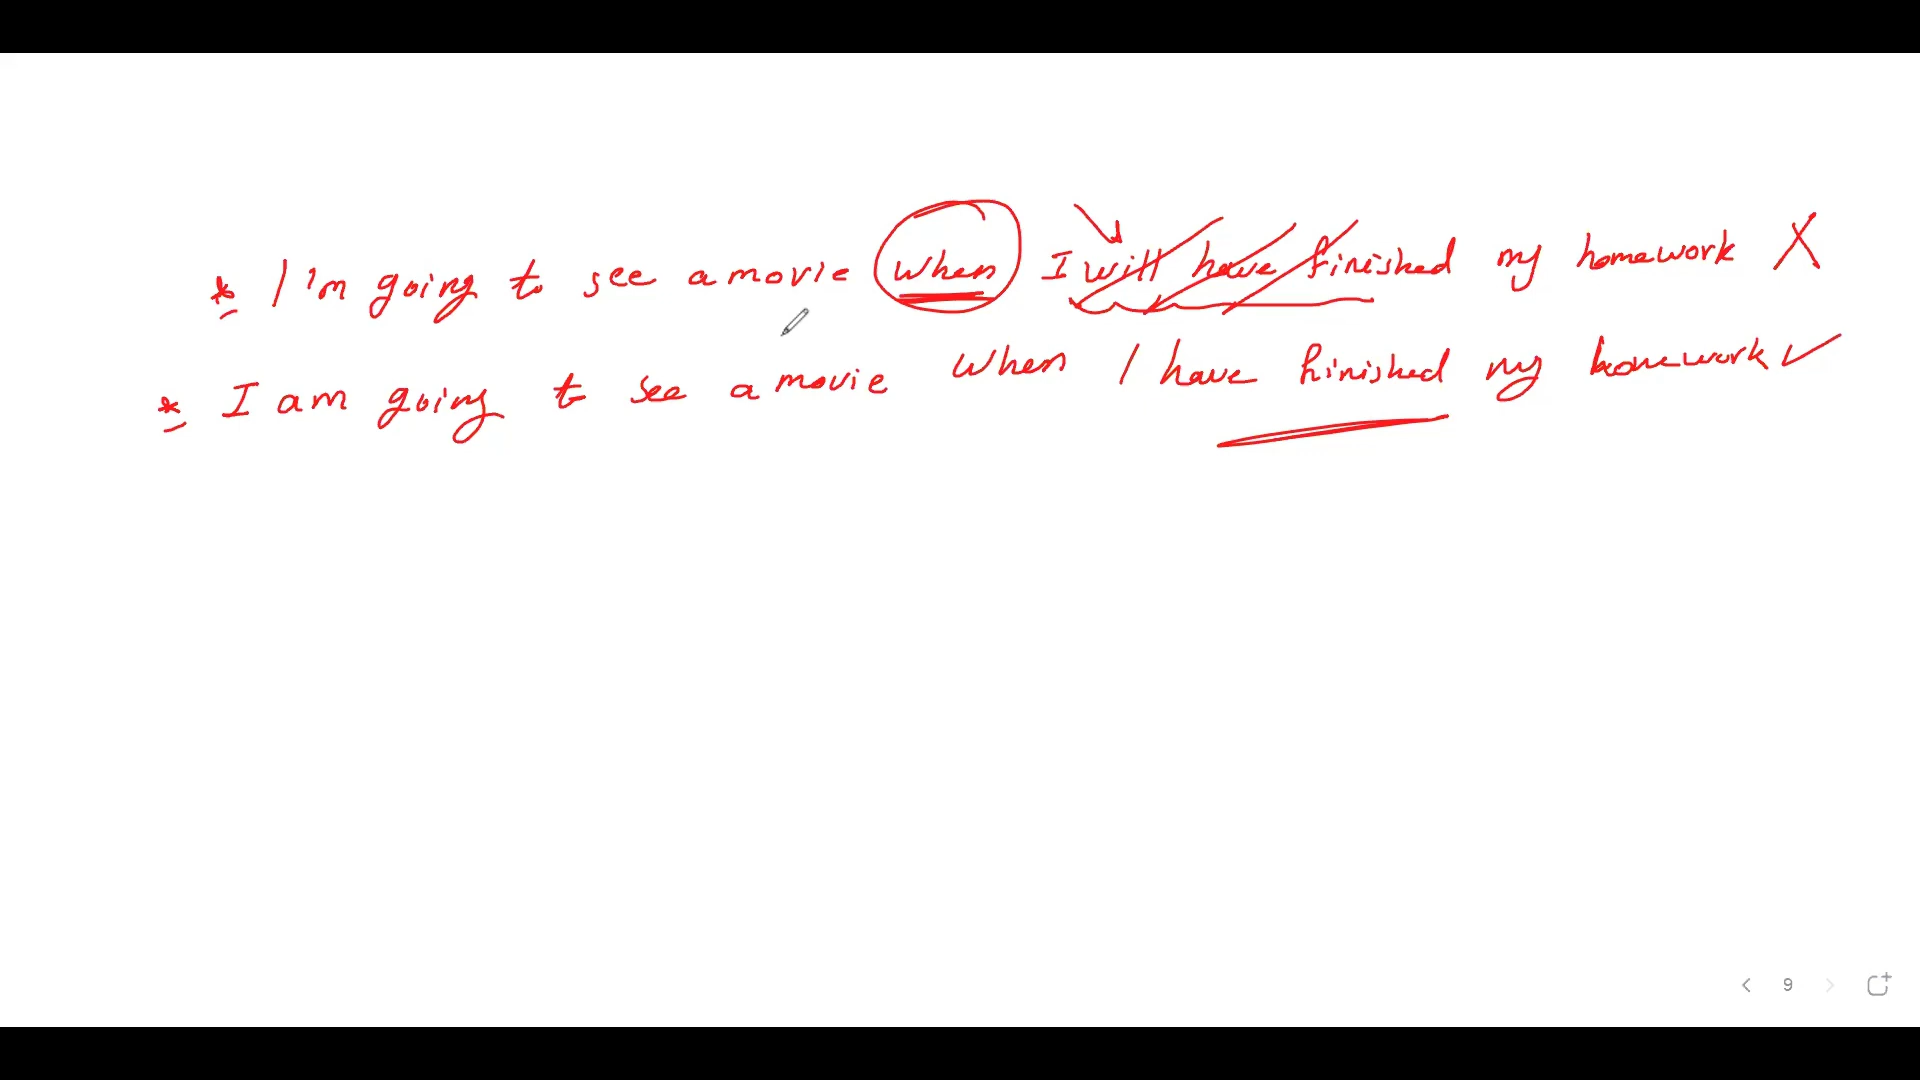 * I'm going to see a movie when I will have finished my homework X
* I am going to see a movie when I have finished my homework ✓
9